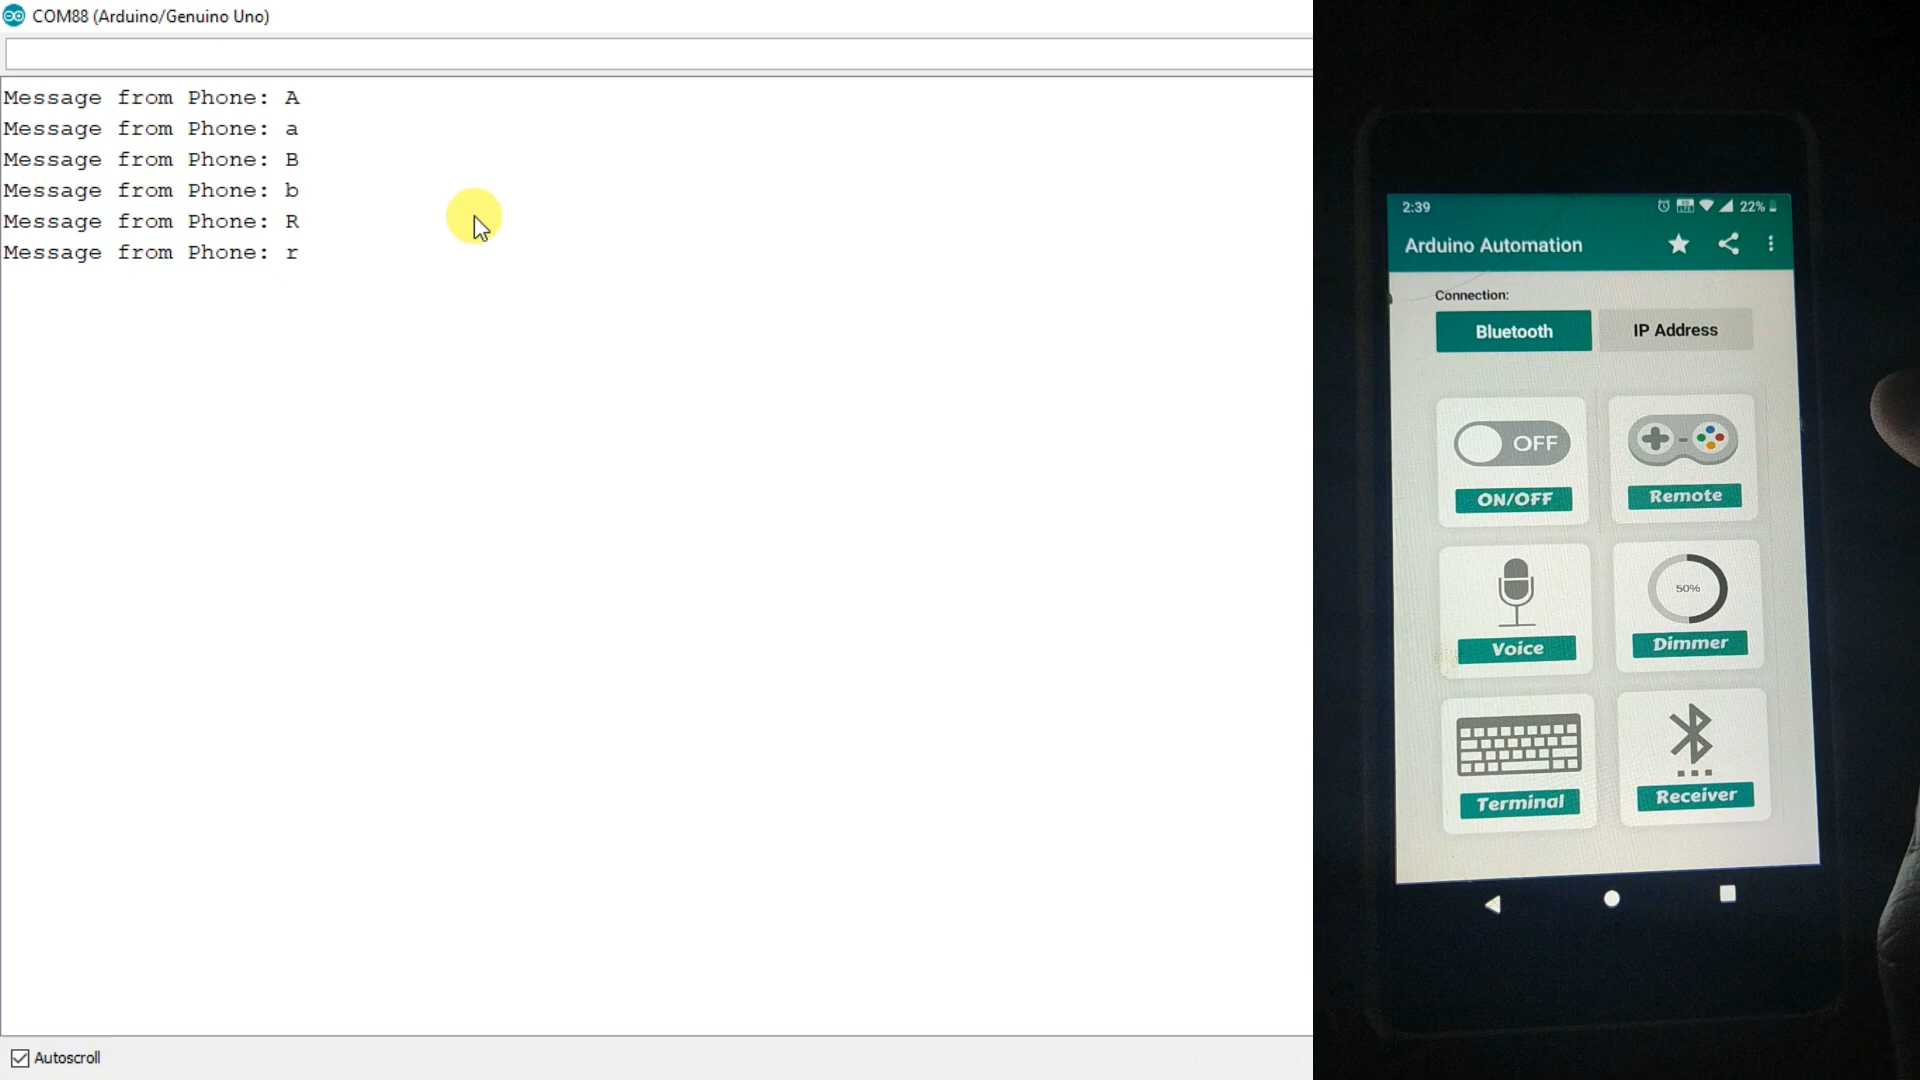 COM88 (Arduino/Genuino Uno)
Message from Phone: A
Message from Phone: a
Message from Phone: B
Message from Phone: b
Message from Phone: R
Message from Phone: r
Autoscroll
2:39
22%
Arduino Automation
Connection:
Bluetooth IP Address
OFF
ON/OFF Remote
50%
Voice Dimmer
Terminal Receiver